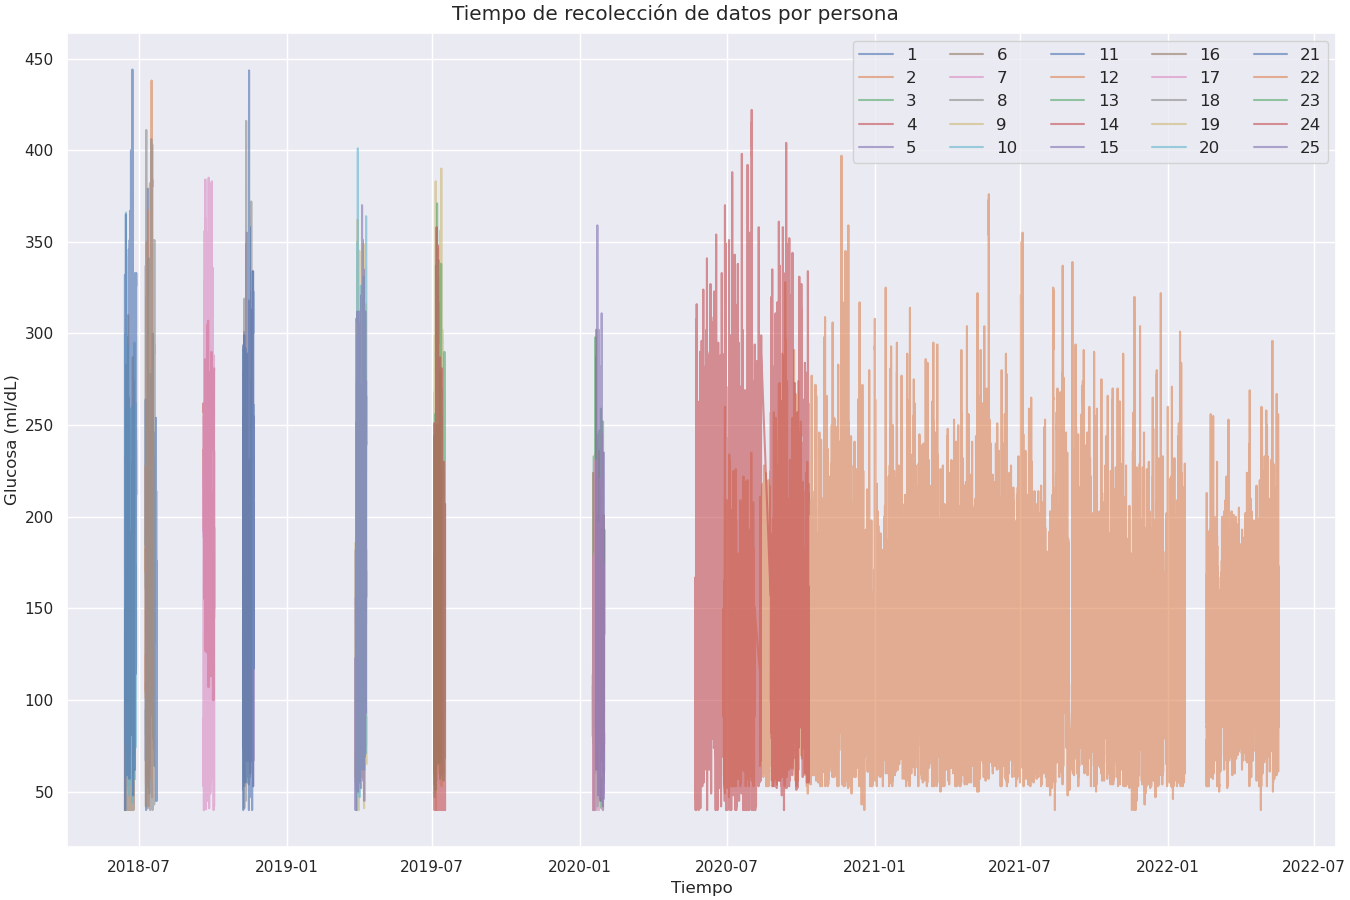 Tiempo de recolección de datos por persona
1 6 11 16 21
2 7 12 17 22
3 8 13 18 23
4 9 14 19 24
5 10 15 20 25
450
400
350
300
250
200
150
100
50
Glucosa (ml/dL)
2018-07 2019-01 2019-07 2020-01 2020-07 2021-01 2021-07 2022-01 2022-07
Tiempo